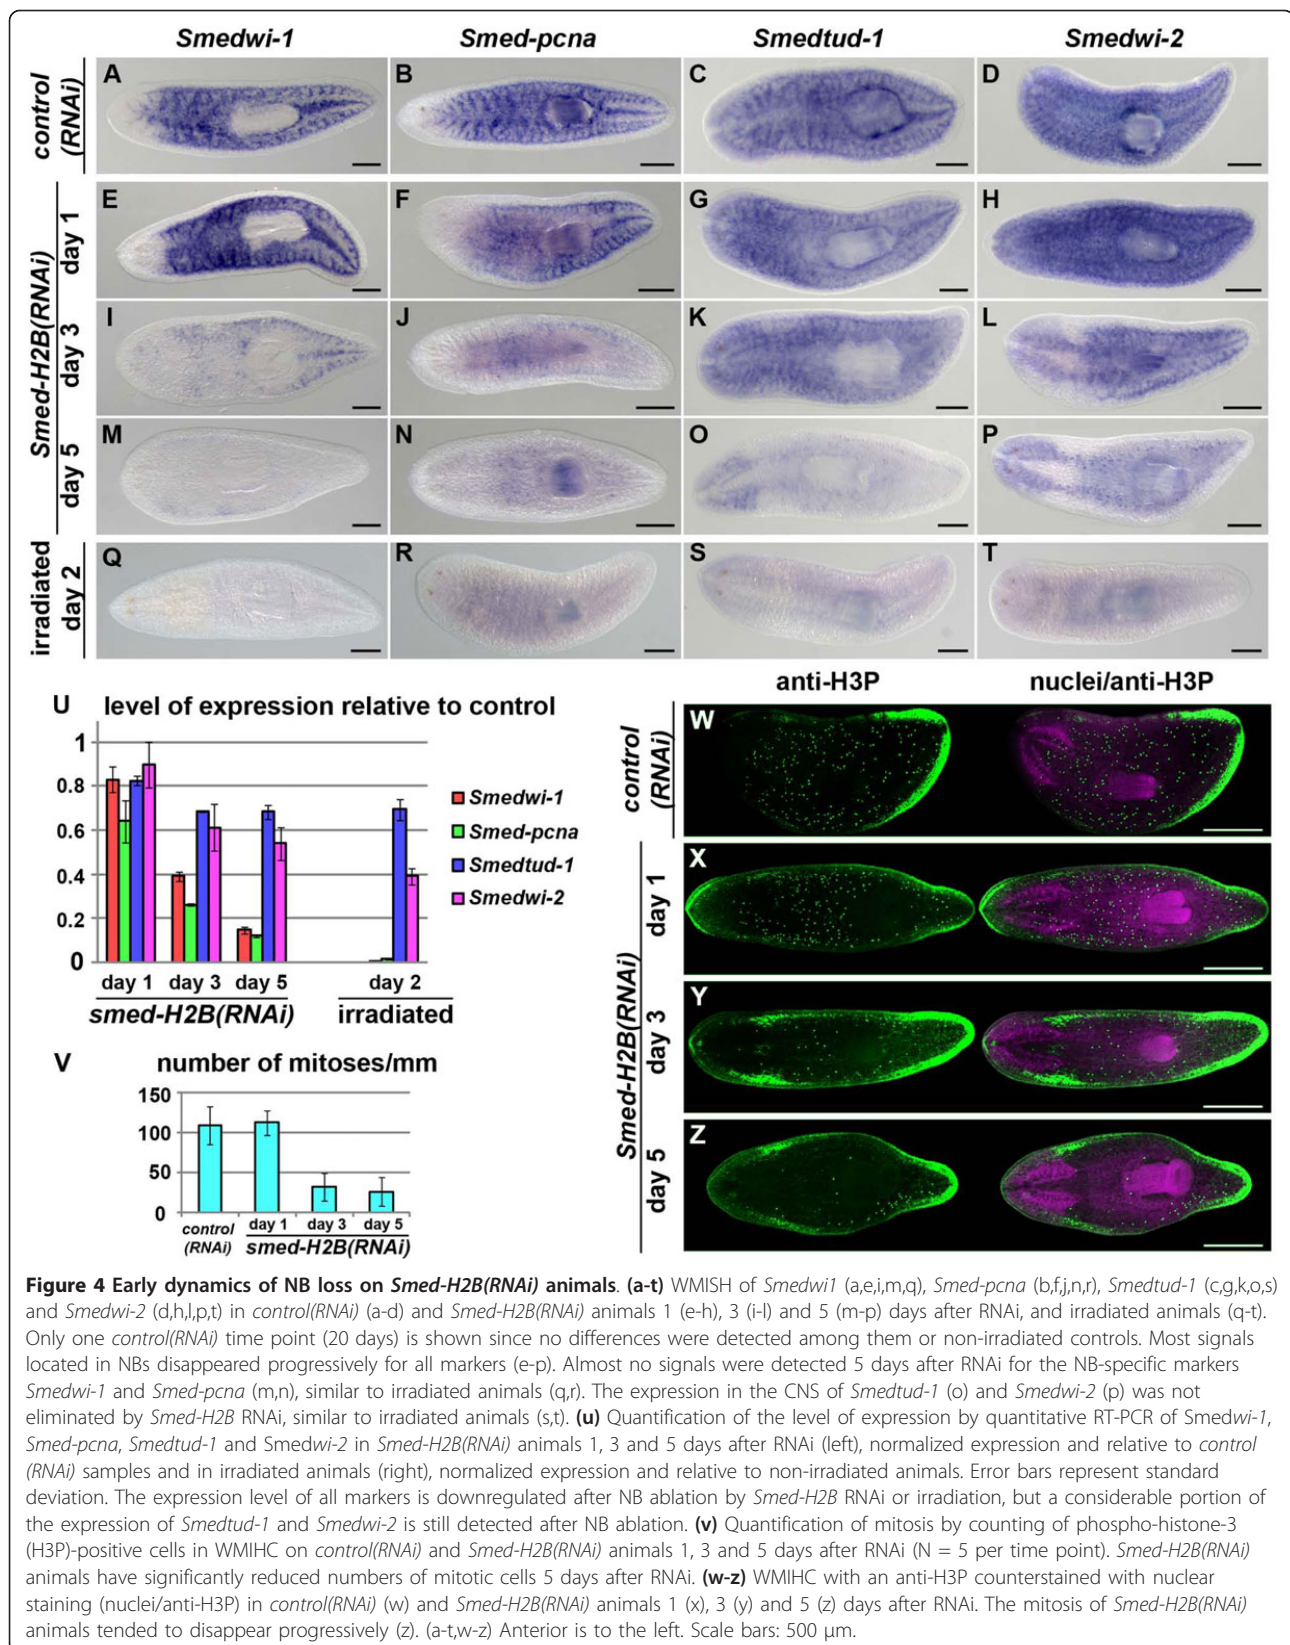 Smedwi-1 Smed-pcna Smedtud-1 Smedwi-2
control (RNAi)
A B C D
Smed-H2B(RNAi)
day 1
E F G H
day 3
I J K L
day 5
M N O P
irradiated day 2
Q R S T
U level of expression relative to control
1
0.8
0.6
0.4
0.2
0
day 1 day 3 day 5 day 2
smed-H2B(RNAi) irradiated
Smedwi-1
Smed-pcna
Smedtud-1
Smedwi-2
V number of mitoses/mm
150
100
50
0
control (RNAi) day 1 day 3 day 5
smed-H2B(RNAi)
anti-H3P nuclei/anti-H3P
control (RNAi)
W
Smed-H2B(RNAi)
day 1
X
day 3
Y
day 5
Z
Figure 4 Early dynamics of NB loss on Smed-H2B(RNAi) animals. (a-t) WMISH of Smedwi1 (a,e,i,m,q), Smed-pcna (b,f,j,n,r), Smedtud-1 (c,g,k,o,s)
and Smedwi-2 (d,h,l,p,t) in control(RNAi) (a-d) and Smed-H2B(RNAi) animals 1 (e-h), 3 (i-l) and 5 (m-p) days after RNAi, and irradiated animals (q-t).
Only one control(RNAi) time point (20 days) is shown since no differences were detected among them or non-irradiated controls. Most signals
located in NBs disappeared progressively for all markers (e-p). Almost no signals were detected 5 days after RNAi for the NB-specific markers
Smedwi-1 and Smed-pcna (m,n), similar to irradiated animals (q,r). The expression in the CNS of Smedtud-1 (o) and Smedwi-2 (p) was not
eliminated by Smed-H2B RNAi, similar to irradiated animals (s,t). (u) Quantification of the level of expression by quantitative RT-PCR of Smedwi-1,
Smed-pcna, Smedtud-1 and Smedwi-2 in Smed-H2B(RNAi) animals 1, 3 and 5 days after RNAi (left), normalized expression and relative to control
(RNAi) samples and in irradiated animals (right), normalized expression and relative to non-irradiated animals. Error bars represent standard
deviation. The expression level of all markers is downregulated after NB ablation by Smed-H2B RNAi or irradiation, but a considerable portion of
the expression of Smedtud-1 and Smedwi-2 is still detected after NB ablation. (v) Quantification of mitosis by counting of phospho-histone-3
(H3P)-positive cells in WMIHC on control(RNAi) and Smed-H2B(RNAi) animals 1, 3 and 5 days after RNAi (N = 5 per time point). Smed-H2B(RNAi)
animals have significantly reduced numbers of mitotic cells 5 days after RNAi. (w-z) WMIHC with an anti-H3P counterstained with nuclear
staining (nuclei/anti-H3P) in control(RNAi) (w) and Smed-H2B(RNAi) animals 1 (x), 3 (y) and 5 (z) days after RNAi. The mitosis of Smed-H2B(RNAi)
animals tended to disappear progressively (z). (a-t,w-z) Anterior is to the left. Scale bars: 500 μm.